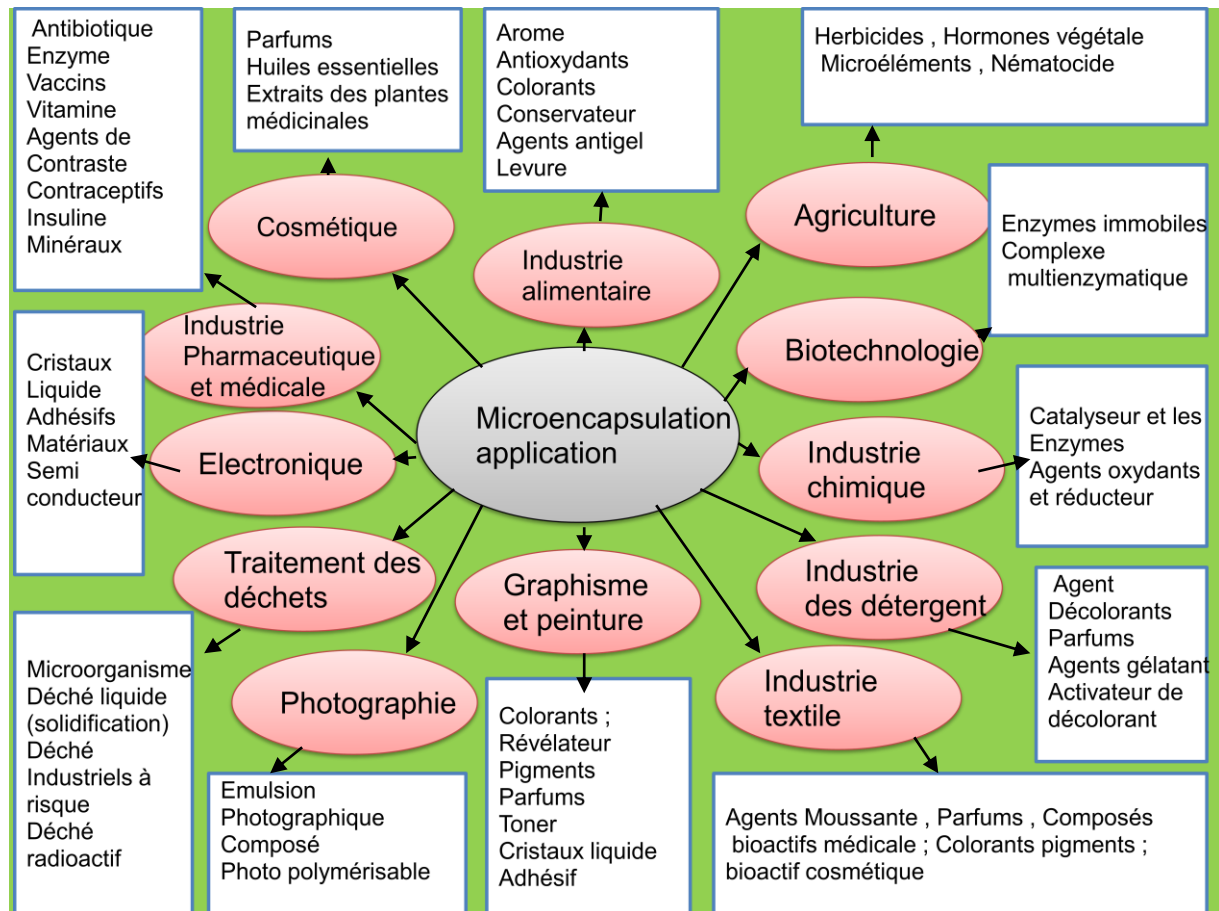 Antibiotique
Enzyme
Vaccins
Vitamine
Agents de
Contraste
Contraceptifs
Insuline
Minéraux
Parfums
Huiles essentielles
Extraits des plantes
médicinales
Arome
Antioxydants
Colorants
Conservateur
Agents antigel
Levure
Herbicides , Hormones végétale
Microéléments , Nématocide
Cosmétique
Industrie
alimentaire
Agriculture
Enzymes immobiles
Complexe
multienzymatique
Industrie
Pharmaceutique
et médicale
Biotechnologie
Cristaux
Liquide
Adhésifs
Matériaux
Semi
conducteur
Electronique
Microencapsulation
application
Industrie
chimique
Catalyseur et les
Enzymes
Agents oxydants
et réducteur
Traitement des
déchets
Graphisme
et peinture
Industrie
des détergent
Agent
Décolorants
Parfums
Agents gélatant
Activateur de
décolorant
Microorganisme
Déché liquide
(solidification)
Déché
Industriels à
risque
Déché
radioactif
Photographie
Industrie
textile
Emulsion
Photographique
Composé
Photo polymérisable
Colorants ;
Révélateur
Pigments
Parfums
Toner
Cristaux liquide
Adhésif
Agents Moussante , Parfums , Composés
bioactifs médicale ; Colorants pigments ;
bioactif cosmétique